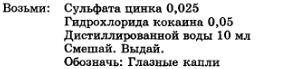 Возьми: Сульфата цинка 0,025
Гидрохлорида кокаина 0,05
Дистиллированной воды 10 мл
Смешай. Выдай.
Обозначь: Глазные капли